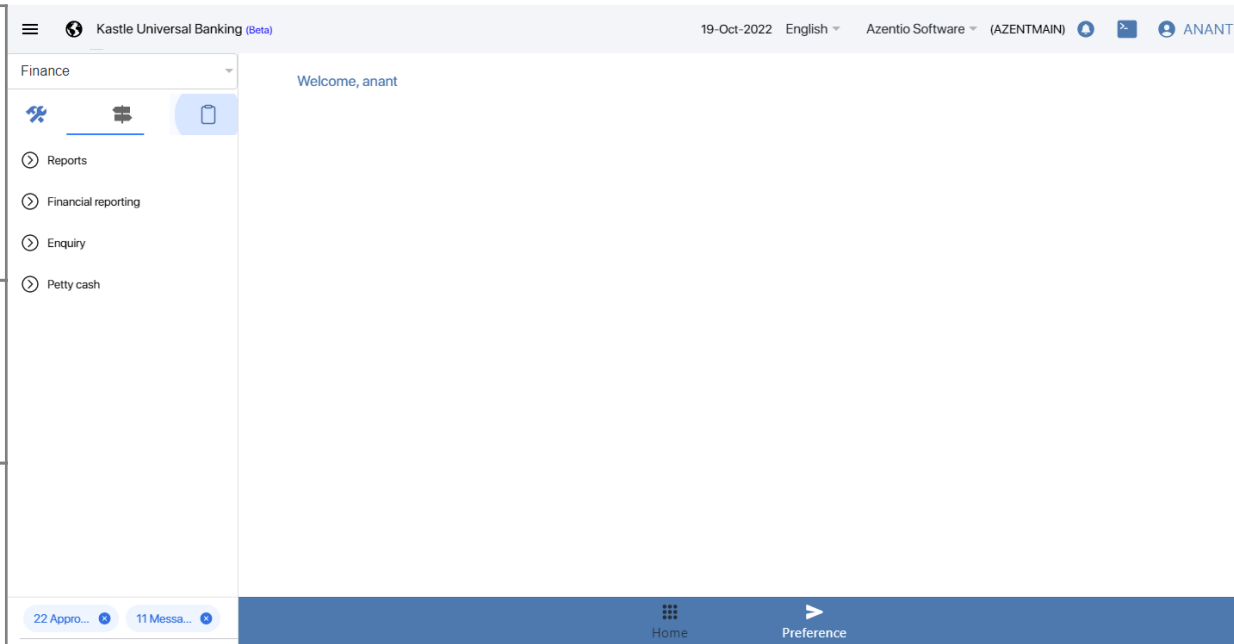 Kastle Universal Banking (Beta)
19-Oct-2022 English Azentio Software (AZENTMAIN) ANANT
Finance
Welcome, anant
Reports
Financial reporting
Enquiry
Petty cash
22 Appro... 11 Messa...
Home Preference